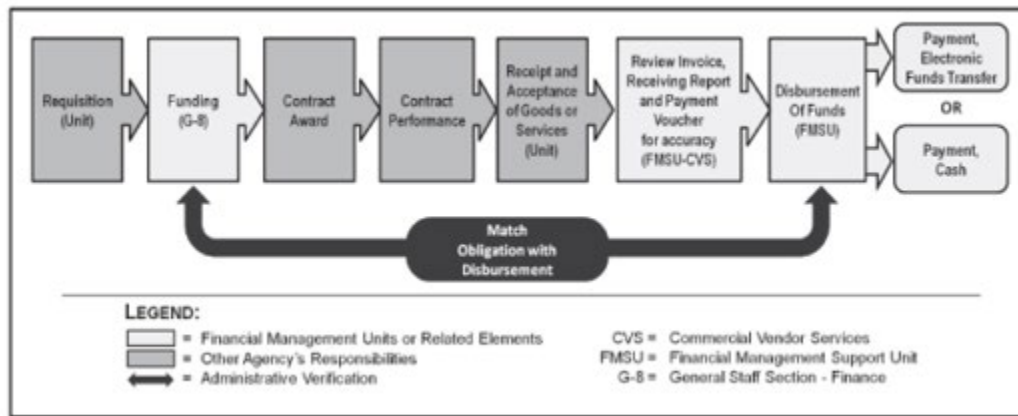 Requisition
(Unit)
Funding
(G-8)
Contract
Award
Contract
Performance
Receipt and
Acceptance
of Goods or
Services
(Unit)
Review Invoice,
Receiving Report
and Payment
Voucher
for accuracy
(FMSU-CVS)
Disbursement
Of Funds
(FMSU)
Payment,
Electronic
Funds Transfer
OR
Payment,
Cash
Match
Obligation with
Disbursement
LEGEND:
= Financial Management Units or Related Elements
= Other Agency's Responsibilities
= Administrative Verification
CVS = Commercial Vendor Services
FMSU = Financial Management Support Unit
G-8 = General Staff Section - Finance